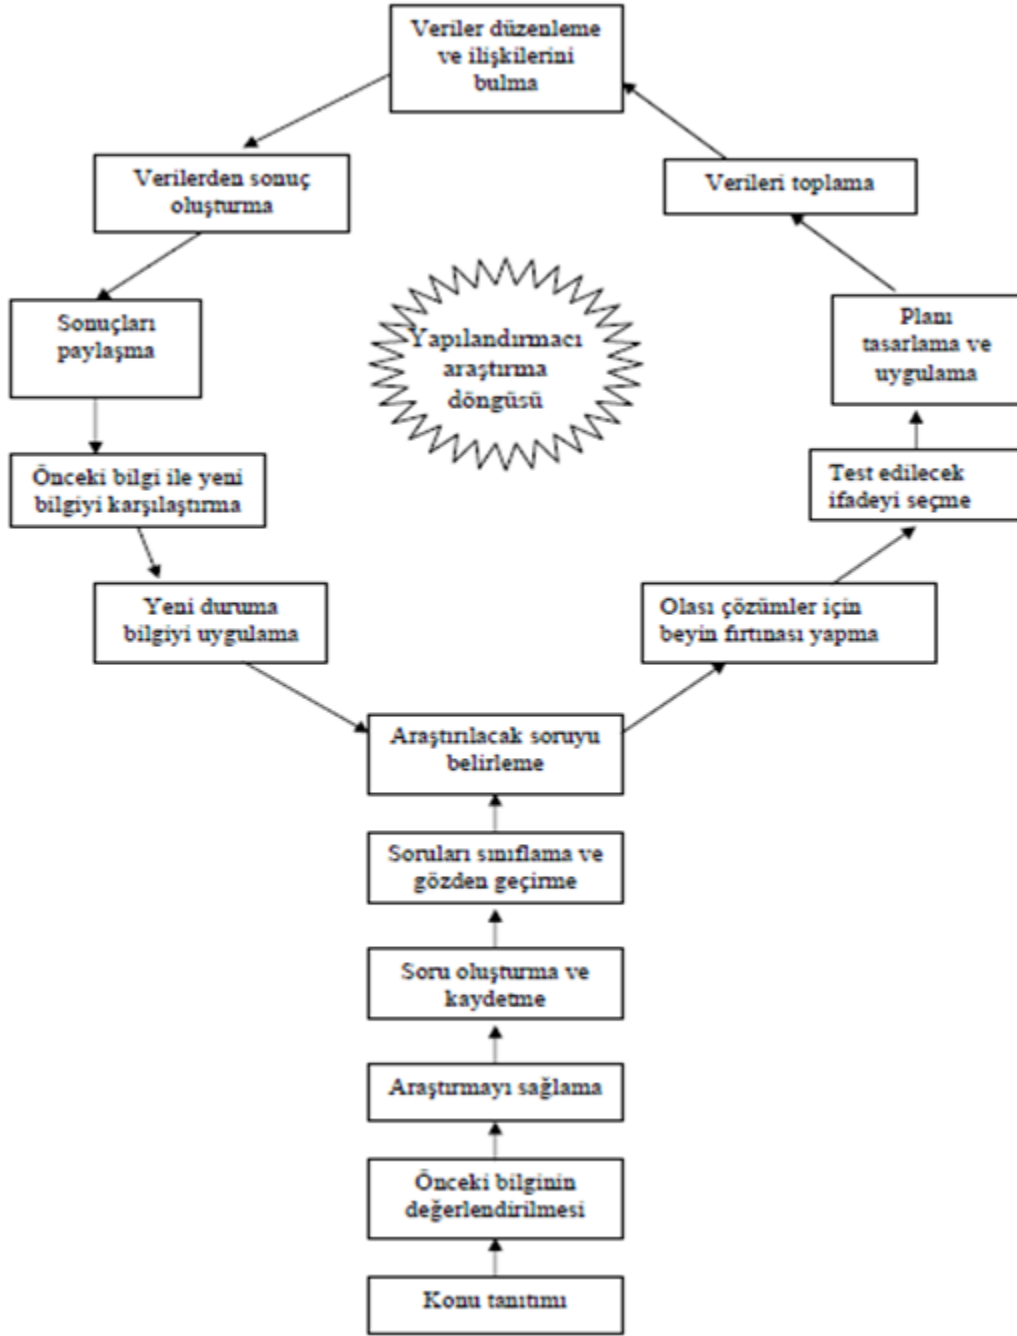 Veriler düzenleme
ve ilişkilerini
bulma
Verilerden sonuç
oluşturma
Verileri toplama
Sonuçları
paylaşma
Yapılandırmacı
araştırma
döngüsü
Planı
tasarlama ve
uygulama
Önceki bilgi ile yeni
bilgiyi karşılaştırma
Test edilecek
ifadeyi seçme
Yeni duruma
bilgiyi uygulama
Olası çözümler için
beyin fırtınası yapma
Araştırılacak soruyu
belirleme
Soruları sınıflama ve
gözden geçirme
Soru oluşturma ve
kaydetme
Araştırmayı sağlama
Önceki bilginin
değerlendirilmesi
Konu tanıtımı